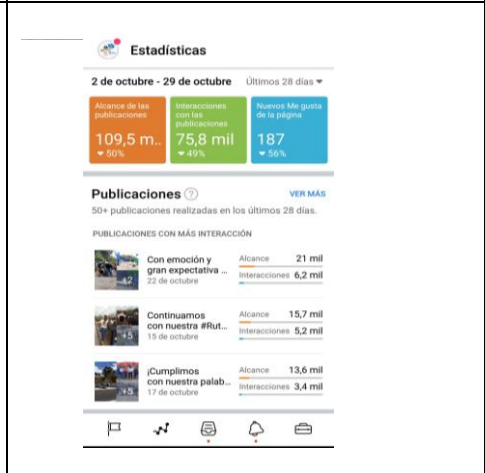 Estadísticas
2 de octubre - 29 de octubre Últimos 28 días
Alcance de las publicaciones
109,5 m..
50%
Interacciones con las publicaciones
75,8 mil
49%
Nuevos Me gusta de la página
187
56%
Publicaciones ? VER MÁS
50+ publicaciones realizadas en los últimos 28 días.
PUBLICACIONES CON MÁS INTERACCIÓN
+2
Con emoción y
gran expectativa ...
22 de octubre
Alcance 21 mil
Interacciones 6,2 mil
+5
Continuamos
con nuestra #Rut...
15 de octubre
Alcance 15,7 mil
Interacciones 5,2 mil
+5
¡Cumplimos
con nuestra palab...
17 de octubre
Alcance 13,6 mil
Interacciones 3,4 mil